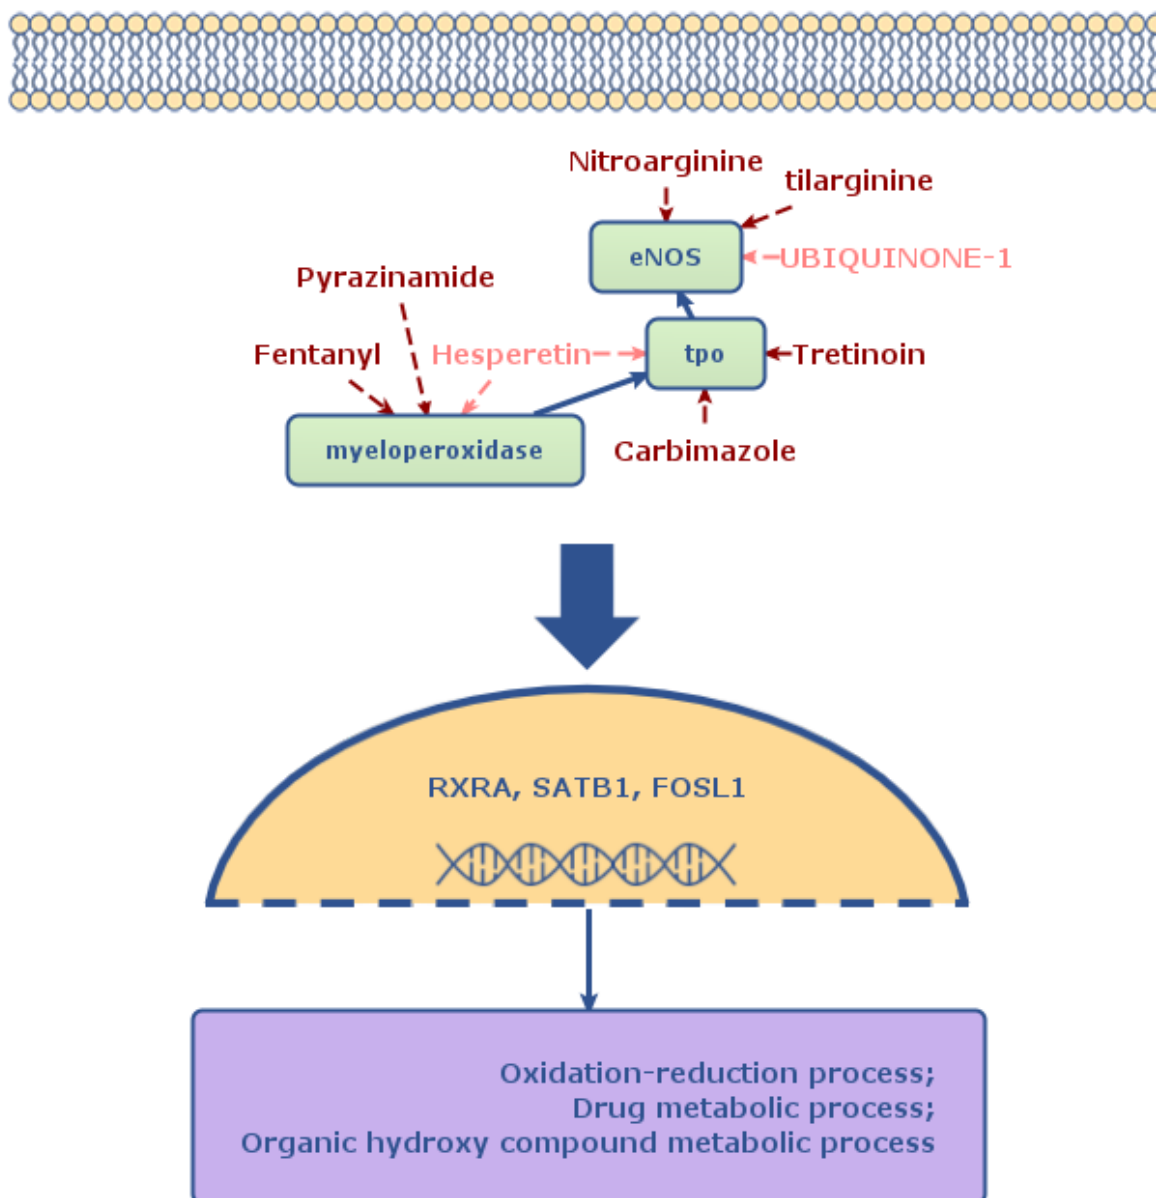 Nitroarginine
tilarginine
eNOS
UBIQUINONE-1
Pyrazinamide
Fentanyl
Hesperetin
tpo
Tretinoin
myeloperoxidase
Carbimazole
RXRA, SATB1, FOSL1
Oxidation-reduction process;
Drug metabolic process;
Organic hydroxy compound metabolic process